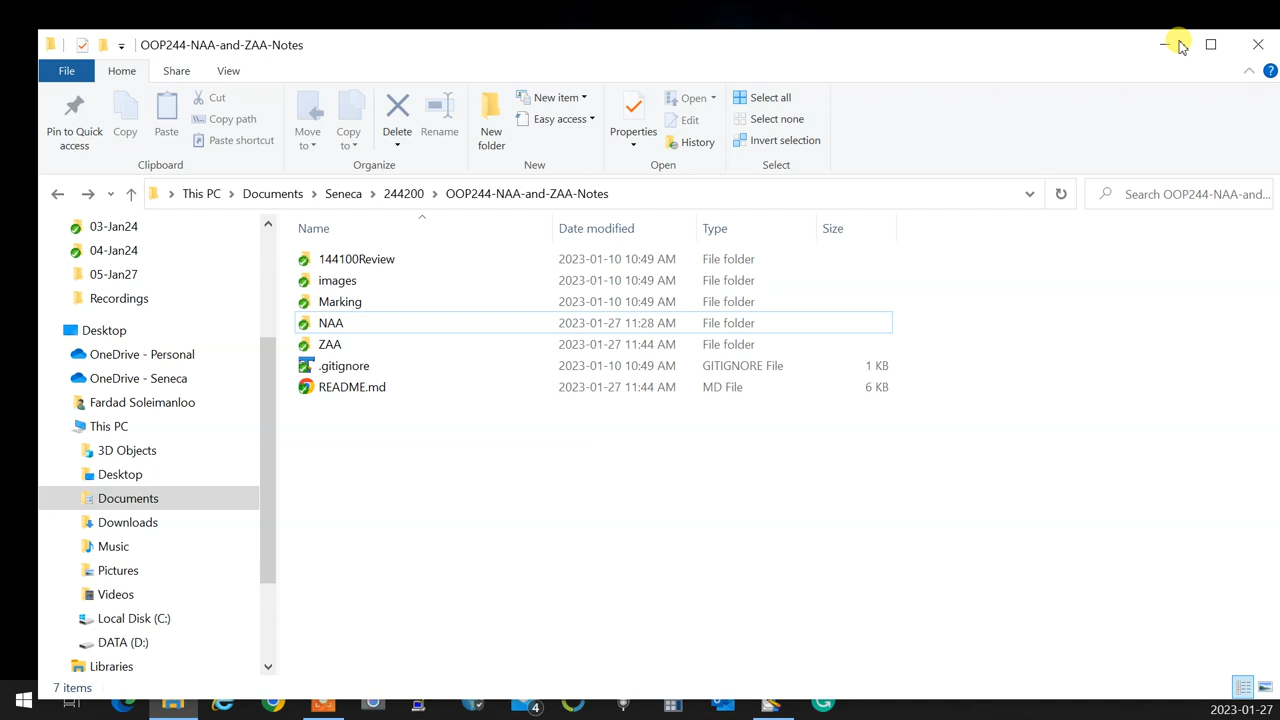 OOP244-NAA-and-ZAA-Notes
File Home Share View
Pin to Quick access
Copy
Paste
Cut
Copy path
Paste shortcut
Clipboard
Move to
Copy to
Delete
Rename
Organize
New folder
New item
Easy access
New
Properties
Open
Edit
History
Open
Select all
Select none
Invert selection
Select
This PC > Documents > Seneca > 244200 > OOP244-NAA-and-ZAA-Notes
Search OOP244-NAA-and...
03-Jan24
04-Jan24
05-Jan27
Recordings
Desktop
OneDrive - Personal
OneDrive - Seneca
Fardad Soleimanloo
This PC
3D Objects
Desktop
Documents
Downloads
Music
Pictures
Videos
Local Disk (C:)
DATA (D:)
Libraries
Name Date modified Type Size
144100Review 2023-01-10 10:49 AM File folder
images 2023-01-10 10:49 AM File folder
Marking 2023-01-10 10:49 AM File folder
NAA 2023-01-27 11:28 AM File folder
ZAA 2023-01-27 11:44 AM File folder
.gitignore 2023-01-10 10:49 AM GITIGNORE File 1 KB
README.md 2023-01-27 11:44 AM MD File 6 KB
7 items
4
2023-01-27